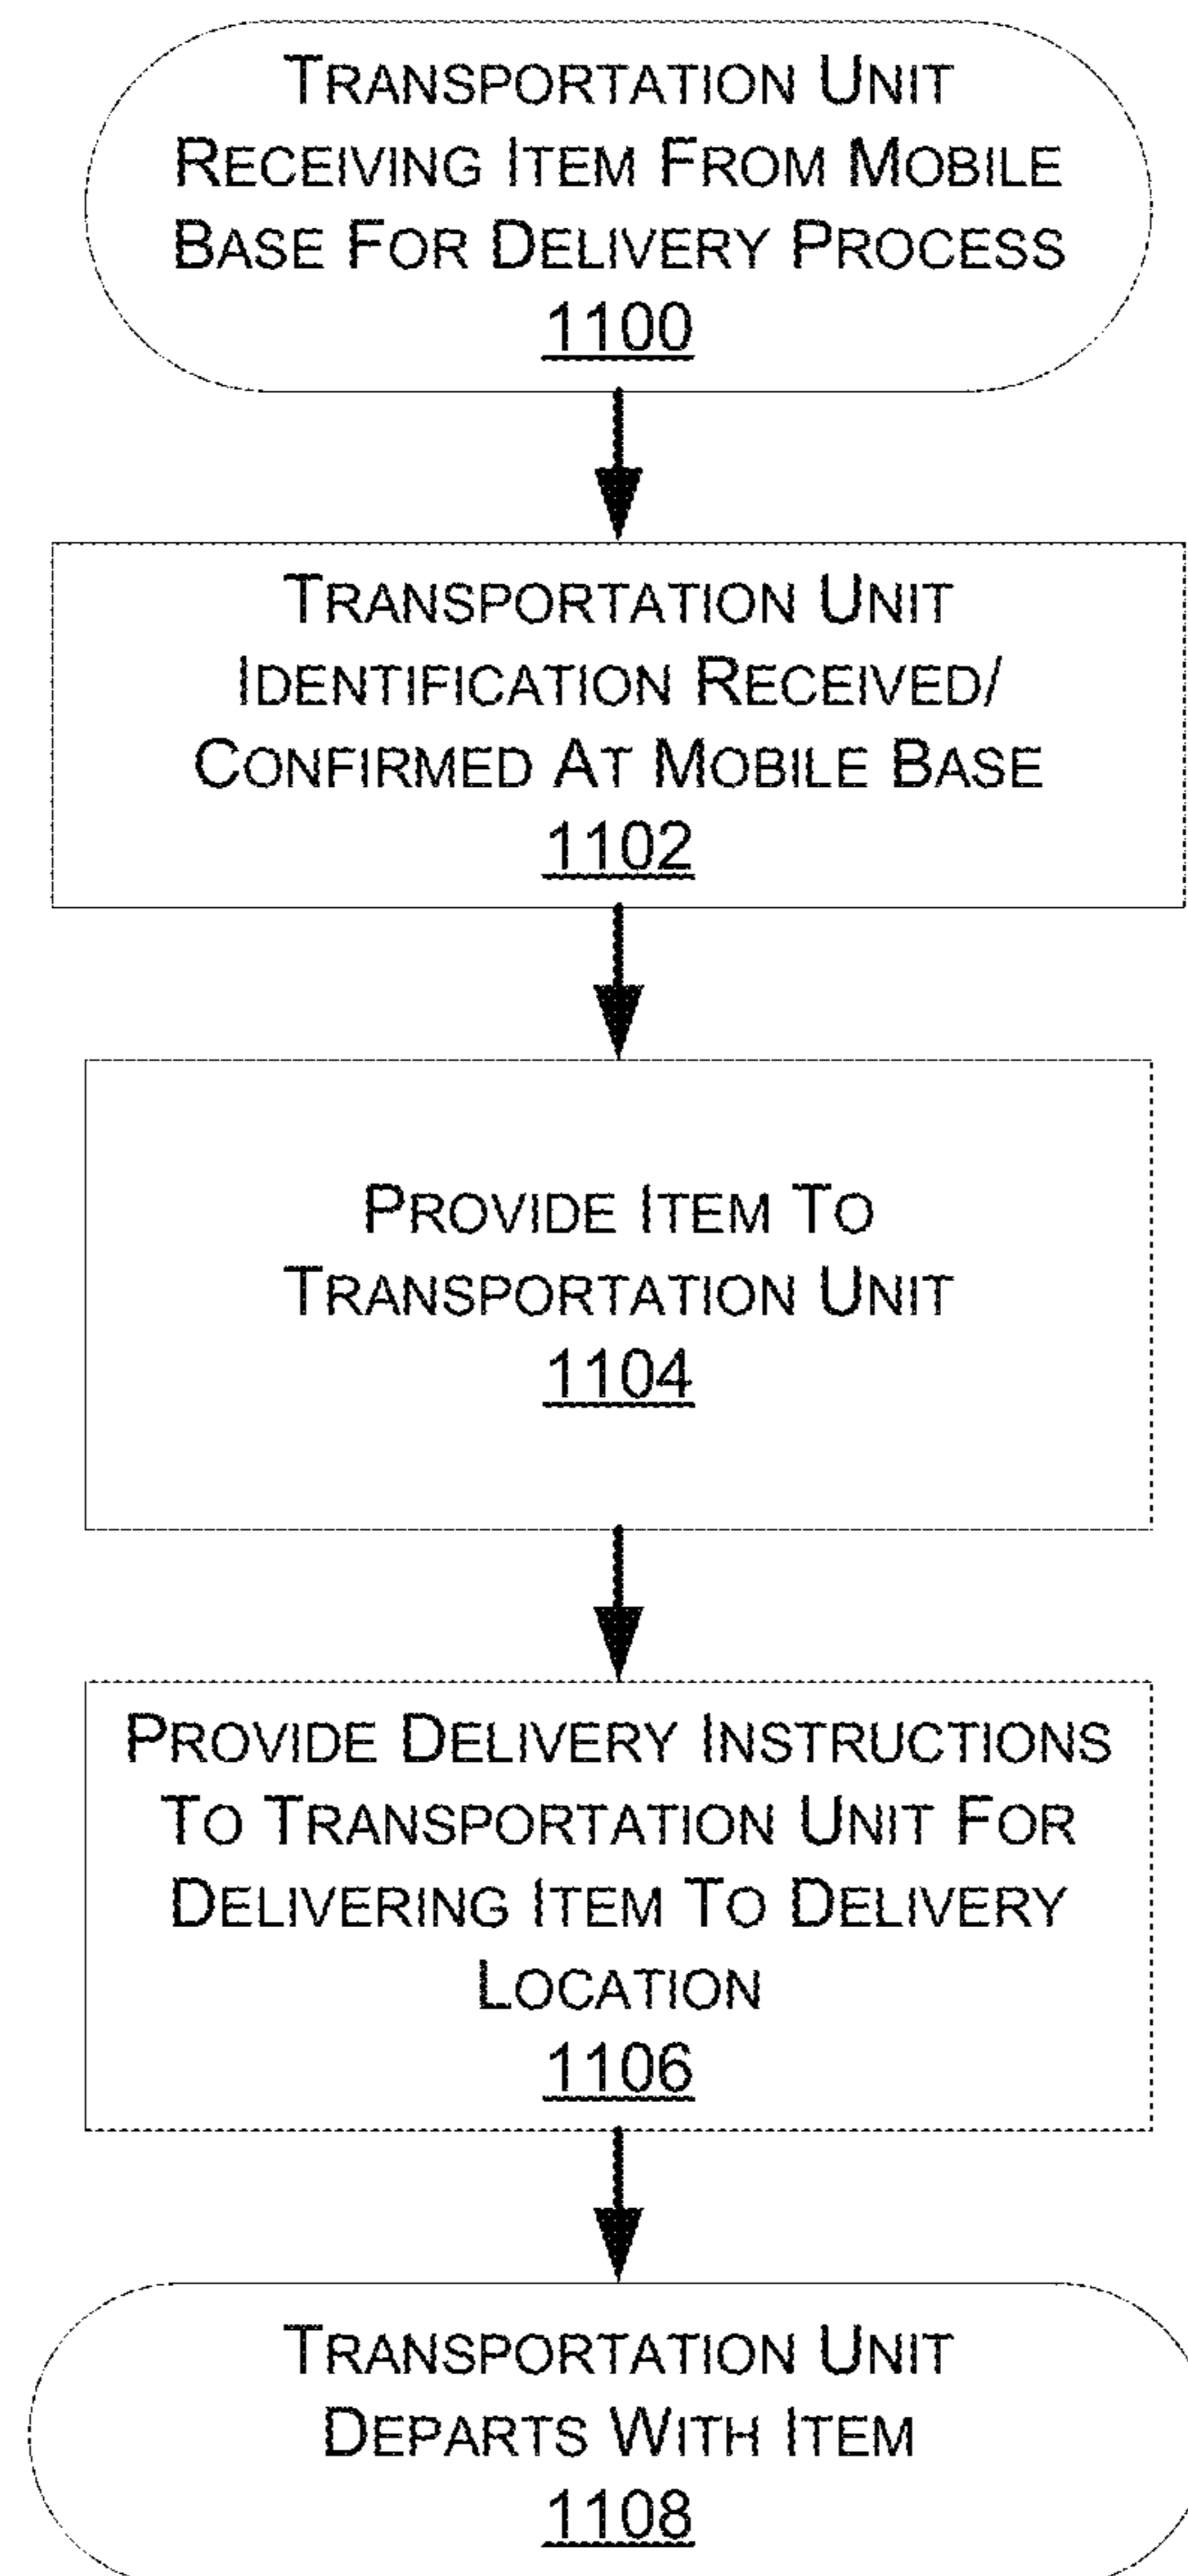 TRANSPORTATION UNIT
RECEIVING ITEM FROM MOBILE
BASE FOR DELIVERY PROCESS
1100
TRANSPORTATION UNIT
IDENTIFICATION RECEIVED/
CONFIRMED AT MOBILE BASE
1102
PROVIDE ITEM TO
TRANSPORTATION UNIT
1104
PROVIDE DELIVERY INSTRUCTIONS
TO TRANSPORTATION UNIT FOR
DELIVERING ITEM TO DELIVERY
LOCATION
1106
TRANSPORTATION UNIT
DEPARTS WITH ITEM
1108